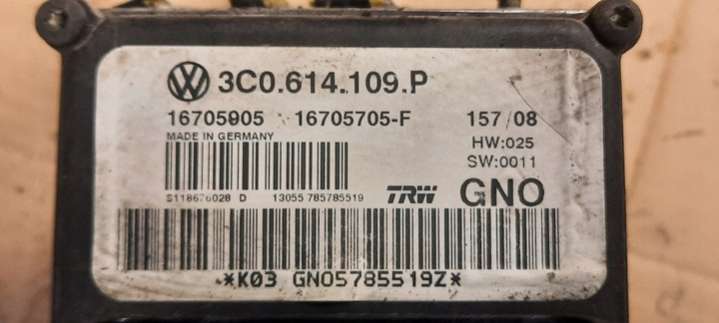 3C0.614.109.P
16705905 16705705-F 157/08
MADE IN GERMANY HW:025
SW:0011
S118676028 D 13055 785785519 TRW GNO
*K03 GNO5785519Z*